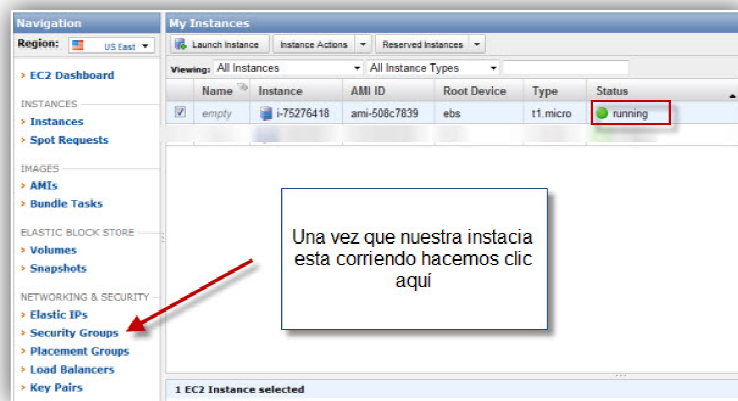 Navigation
Region: US East
EC2 Dashboard
INSTANCES
Instances
Spot Requests
IMAGES
AMIs
Bundle Tasks
ELASTIC BLOCK STORE
Volumes
Snapshots
NETWORKING & SECURITY
Elastic IPs
Security Groups
Placement Groups
Load Balancers
Key Pairs
My Instances
Launch Instance Instance Actions Reserved Instances
Viewing: All Instances All Instance Types
Name Instance AMI ID Root Device Type Status
empty i-75276418 ami-508c7839 ebs t1.micro running
Una vez que nuestra instacia
esta corriendo hacemos clic
aquí
1 EC2 Instance selected